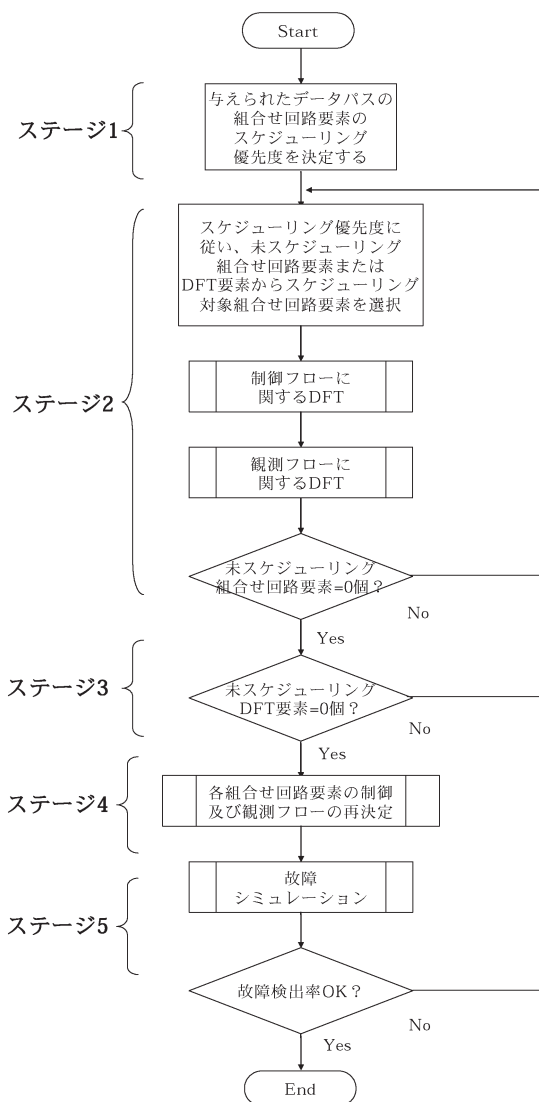 Start
ステージ1
与えられたデータパスの
組合せ回路要素の
スケジューリング
優先度を決定する
ステージ2
スケジューリング優先度に
従い、未スケジューリング
組合せ回路要素または
DFT要素からスケジューリング
対象組合せ回路要素を選択
制御フローに
関するDFT
観測フローに
関するDFT
未スケジューリング
組合せ回路要素=0個？
No
Yes
ステージ3
未スケジューリング
DFT要素=0個？
No
Yes
ステージ4
各組合せ回路要素の制御
及び観測フローの再決定
ステージ5
故障
シミュレーション
故障検出率OK？
No
Yes
End